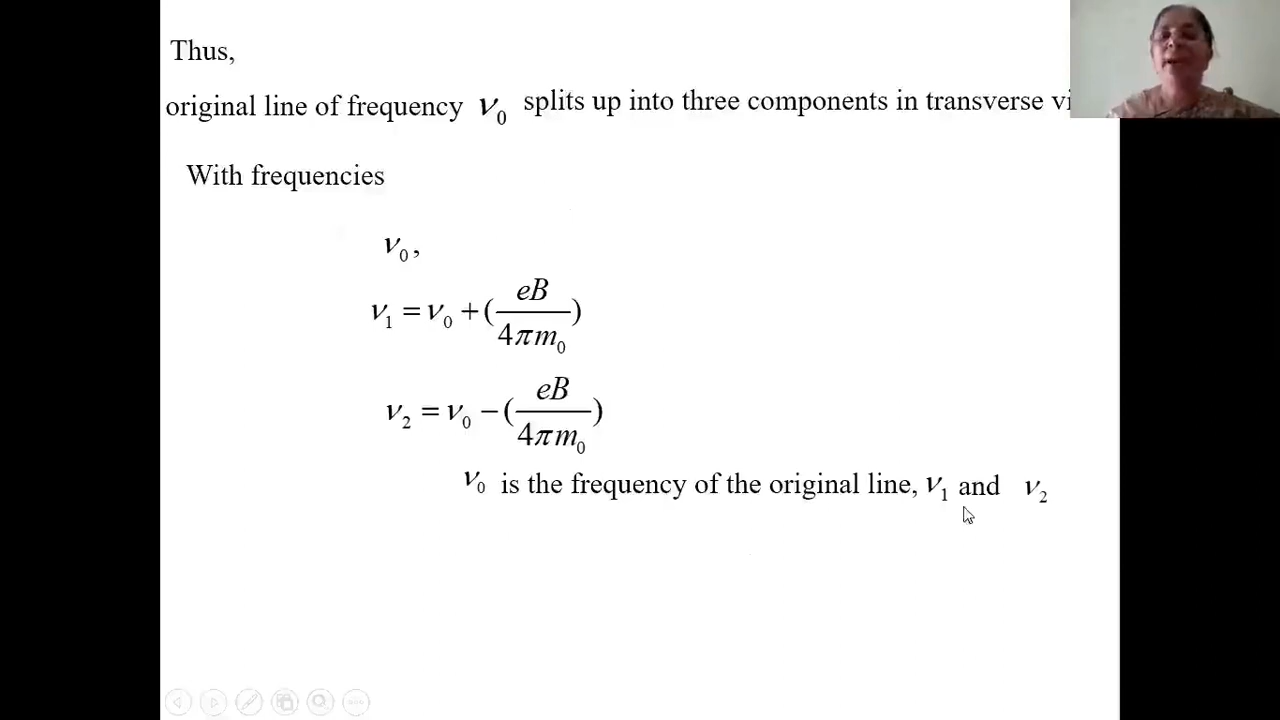 Thus,
original line of frequency ν₀ splits up into three components in transverse
With frequencies
ν₀,
ν₁ = ν₀ + (eB / 4πm₀)
ν₂ = ν₀ − (eB / 4πm₀)
ν₀ is the frequency of the original line, ν₁ and ν₂